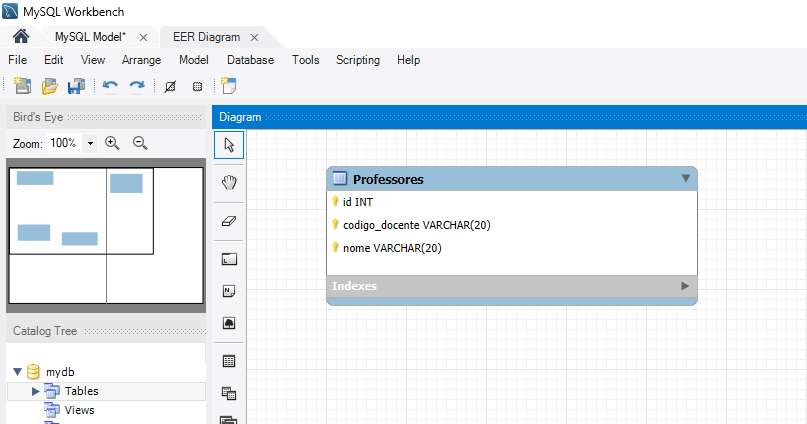 MySQL Workbench
MySQL Model* EER Diagram
File Edit View Arrange Model Database Tools Scripting Help
Bird's Eye
Zoom: 100%
Diagram
Professores
id INT
codigo_docente VARCHAR(20)
nome VARCHAR(20)
Indexes
Catalog Tree
mydb
Tables
Views